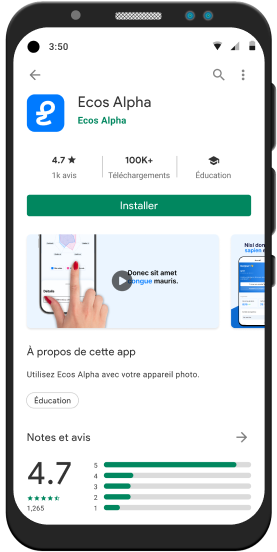 3:50
Ecos Alpha
Ecos Alpha
4.7 ★ 100K+
1k avis Téléchargements Éducation
Installer
Donec sit amet
congue mauris.
Nisl don
sapien
Details
À propos de cette app
Utilisez Ecos Alpha avec votre appareil photo.
Éducation
Notes et avis
4.7
5
4
3
2
1
1,265